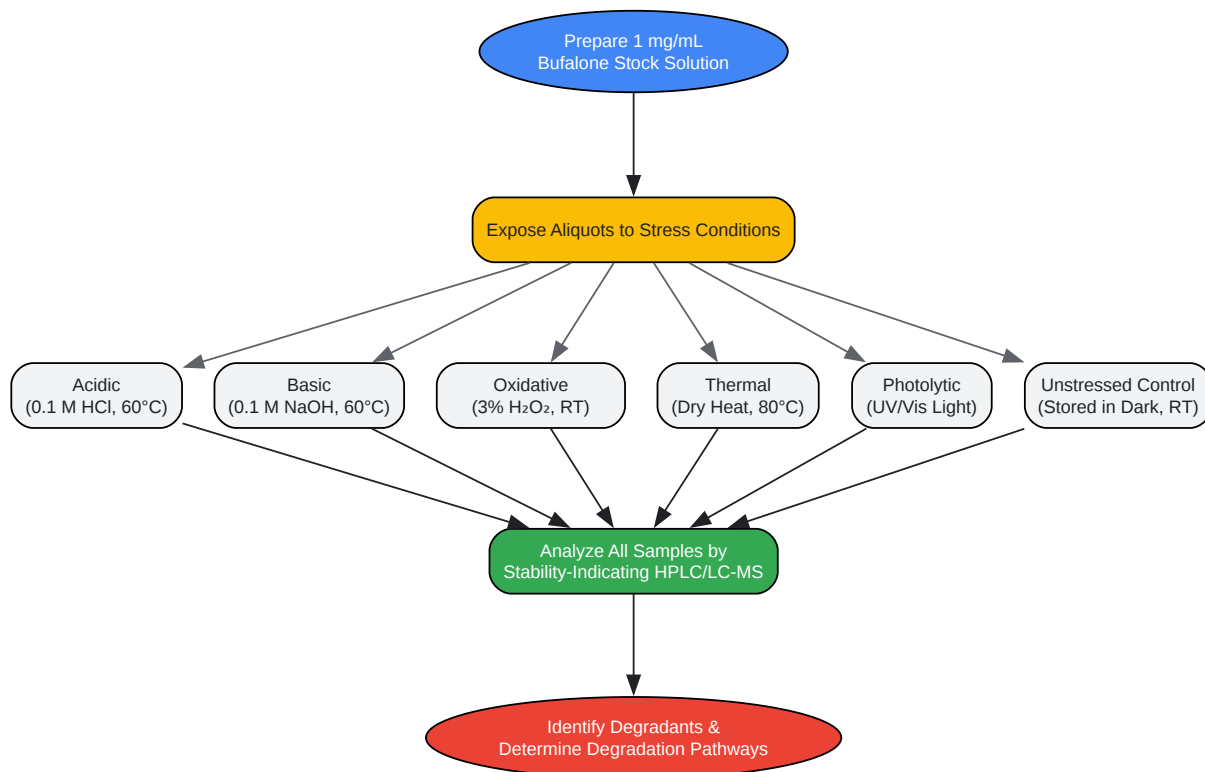 Prepare 1 mg/mL
Bufalone Stock Solution
Expose Aliquots to Stress Conditions
Acidic
(0.1 M HCl, 60°C)
Basic
(0.1 M NaOH, 60°C)
Oxidative
(3% H₂O₂, RT)
Thermal
(Dry Heat, 80°C)
Photolytic
(UV/Vis Light)
Unstressed Control
(Stored in Dark, RT)
Analyze All Samples by
Stability-Indicating HPLC/LC-MS
Identify Degradants &
Determine Degradation Pathways